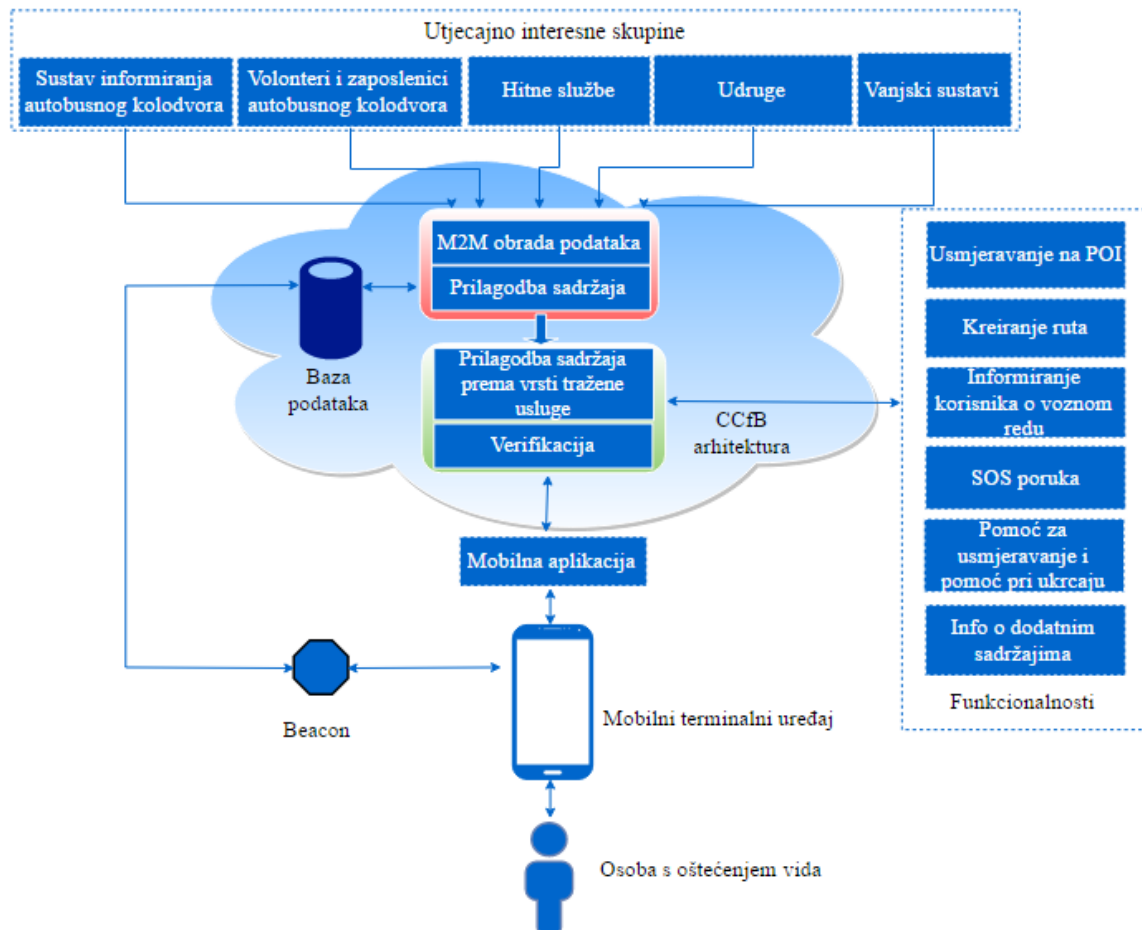 Utjecajno interesne skupine
Sustav informiranja
autobusnog kolodvora
Volonteri i zaposlenici
autobusnog kolodvora
Hitne službe
Udruge
Vanjski sustavi
M2M obrada podataka
Prilagodba sadržaja
Baza
podataka
Prilagodba sadržaja
prema vrsti tražene
usluge
Verifikacija
CCfB
arhitektura
Usmjeravanje na POI
Kreiranje ruta
Informiranje
korisnika o voznom
redu
SOS poruka
Pomoć za
usmjeravanje i
pomoć pri ukrcaju
Info o dodatnim
sadržajima
Funkcionalnosti
Mobilna aplikacija
Beacon
Mobilni terminalni uređaj
Osoba s oštećenjem vida